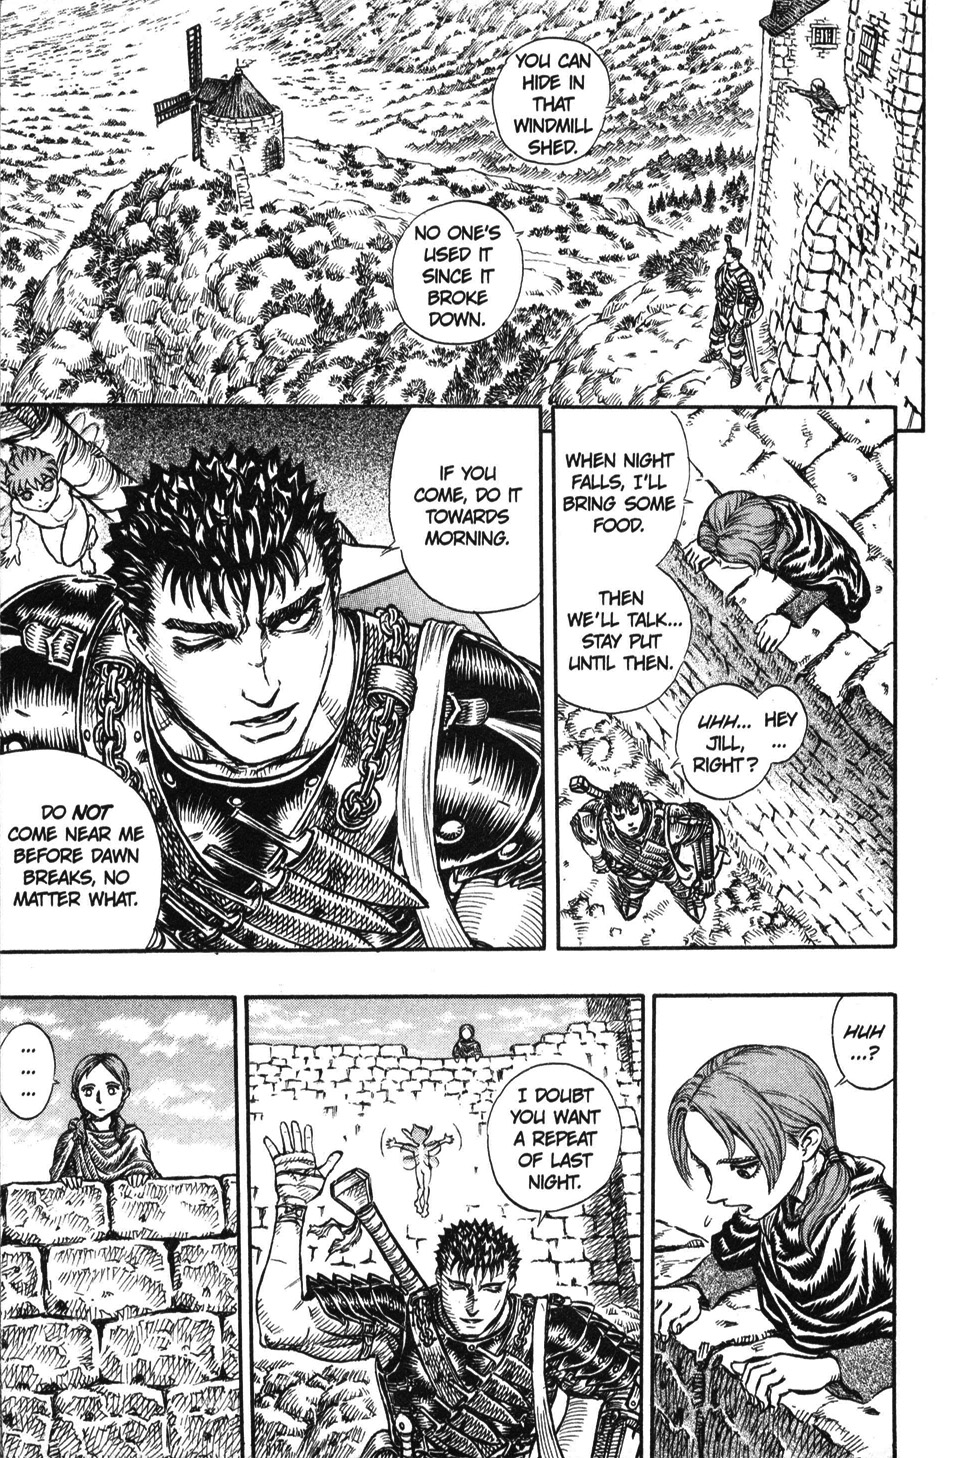 YOU CAN
HIDE IN
THAT
WINDMILL
SHED.
NO ONE'S
USED IT
SINCE IT
BROKE
DOWN.
WHEN NIGHT
FALLS, I'LL
BRING SOME
FOOD.
THEN
WE'LL TALK...
STAY PUT
UNTIL THEN.
HEY
...
UHH...
JILL,
RIGHT?
IF YOU
COME, DO IT
TOWARDS
MORNING.
DO NOT
COME NEAR ME
BEFORE DAWN
BREAKS, NO
MATTER WHAT.
HUH
...?
I DOUBT
YOU WANT
A REPEAT
OF LAST
NIGHT.
...
...
...